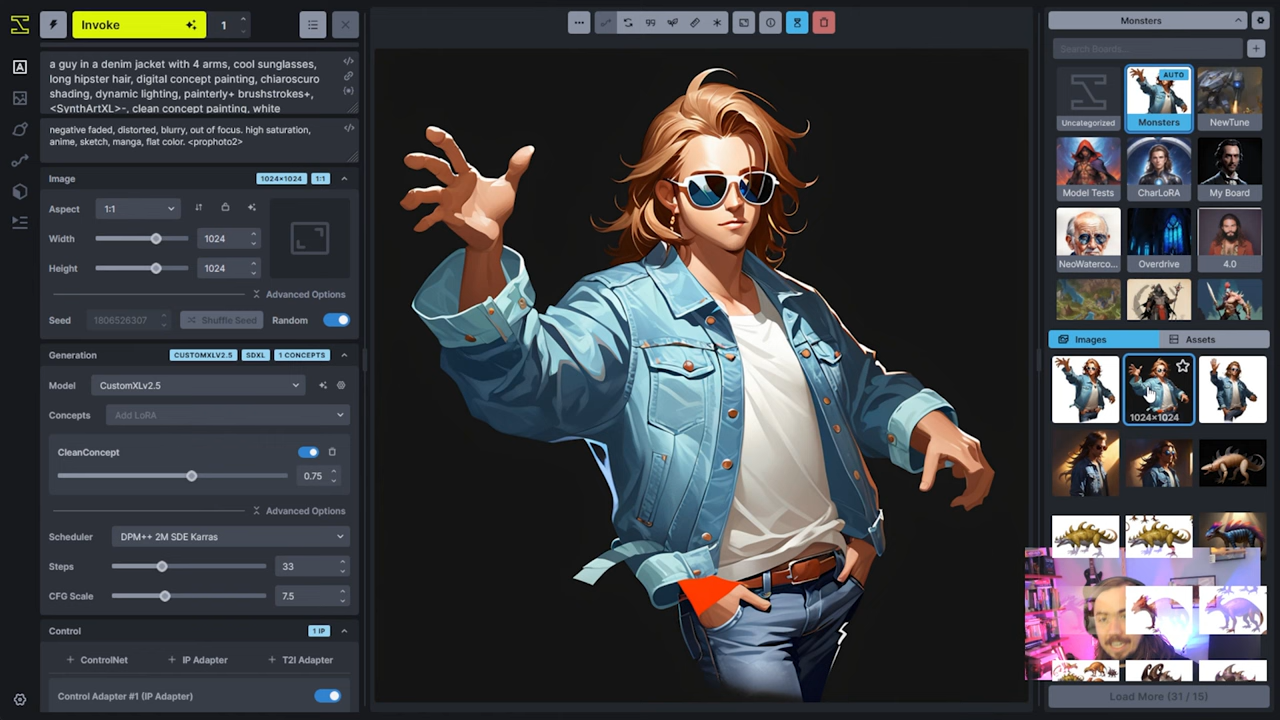 Invoke
1
a guy in a denim jacket with 4 arms, cool sunglasses,
long hipster hair, digital concept painting, chiaroscuro
shading, dynamic lighting, painterly+ brushstrokes+,
<SynthArtXL>-, clean concept painting, white
negative faded, distorted, blurry, out of focus. high saturation,
anime, sketch, manga, flat color. <prophoto2>
Image
1024×1024
1:1
Aspect
1:1
Width
1024
Height
1024
Advanced Options
Seed
1806526307
Shuffle Seed
Random
Generation
CUSTOMXLV2.5
SDXL
1 CONCEPTS
Model
CustomXLv2.5
Concepts
Add LoRA
CleanConcept
0.75
Advanced Options
Scheduler
DPM++ 2M SDE Karras
Steps
33
CFG Scale
7.5
Control
1 IP
+ ControlNet
+ IP Adapter
+ T2I Adapter
Control Adapter #1 (IP Adapter)
Monsters
Search Boards...
AUTO
Uncategorized
Monsters
NewTune
Model Tests
CharLoRA
My Board
NeoWaterco...
Overdrive
4.0
Images
Assets
1024×1024
Load More (31 / 15)